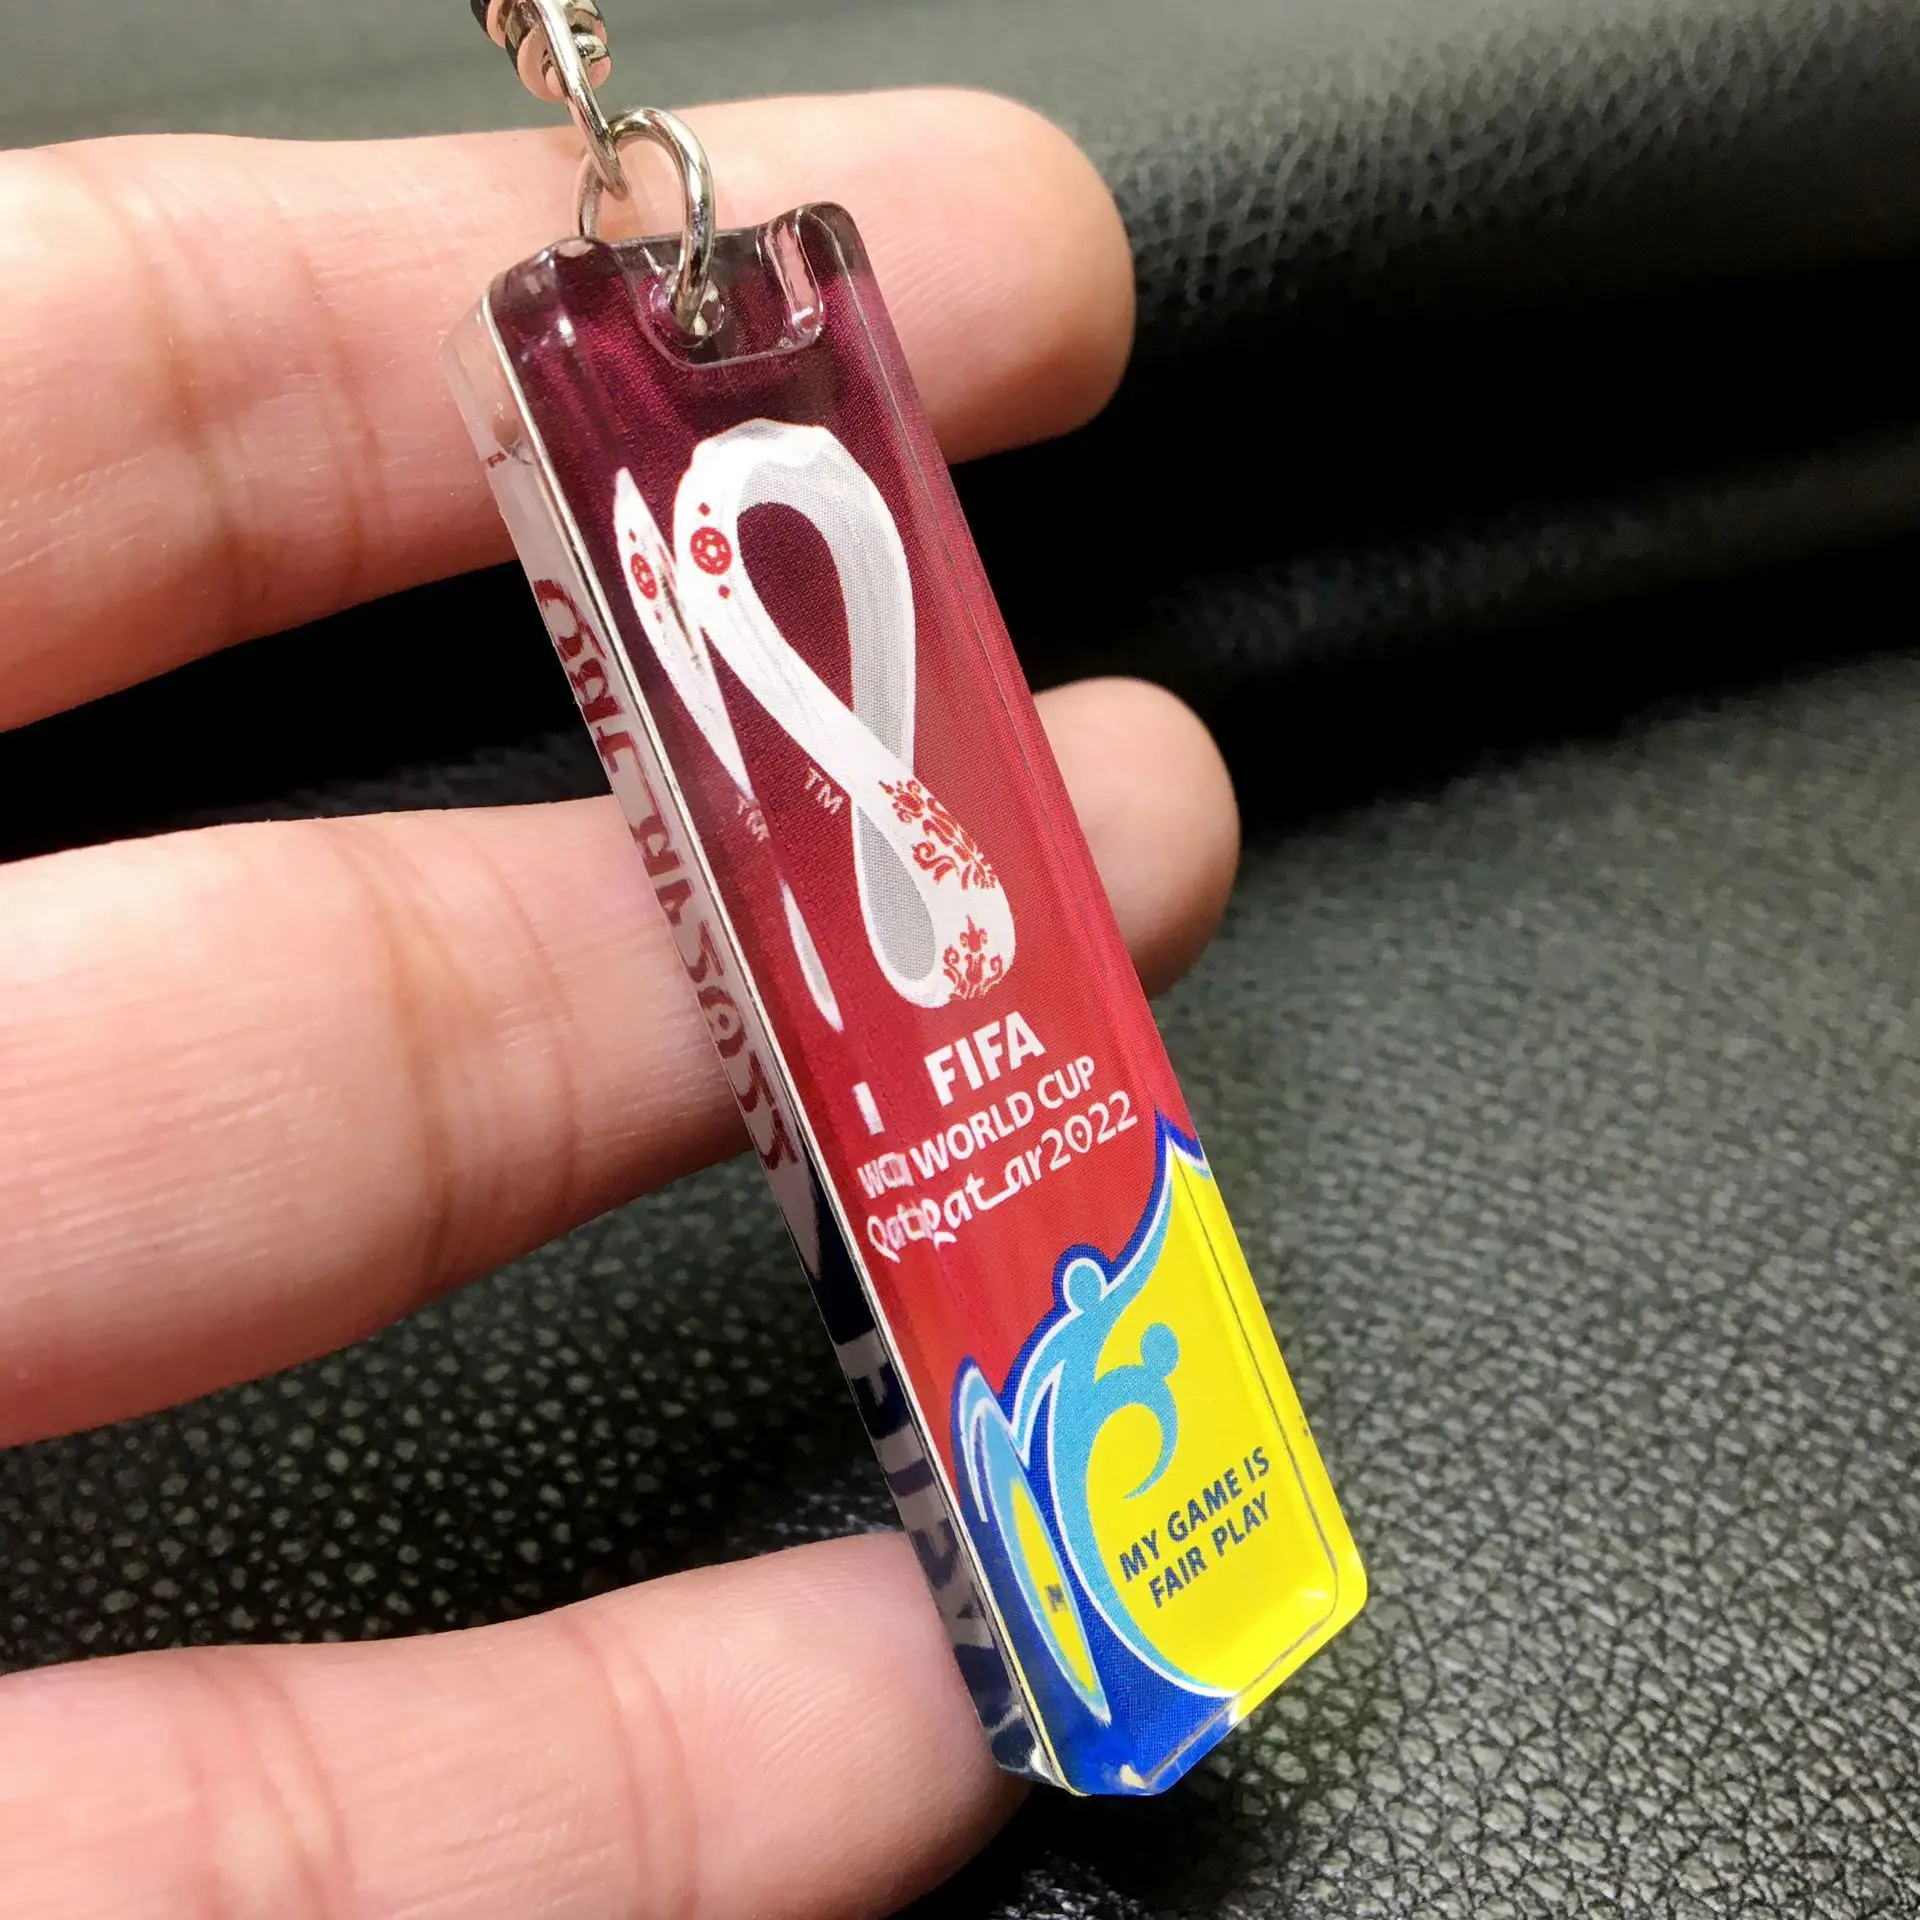 TM
FIFA
WORLD CUP
Qatar2022
MY GAME IS
FAIR PLAY